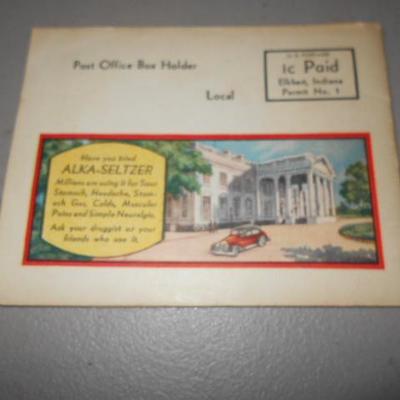 Post Office Box Holder
Local
U. S. POSTAGE
1c Paid
Elkhart, Indiana
Permit No. 1
Have you tried
ALKA-SELTZER
Millions are using it for Sour
Stomach, Headache, Stom-
ach Gas, Colds, Muscular
Pains and Simple Neuralgia.
Ask your druggist or your
friends who use it.